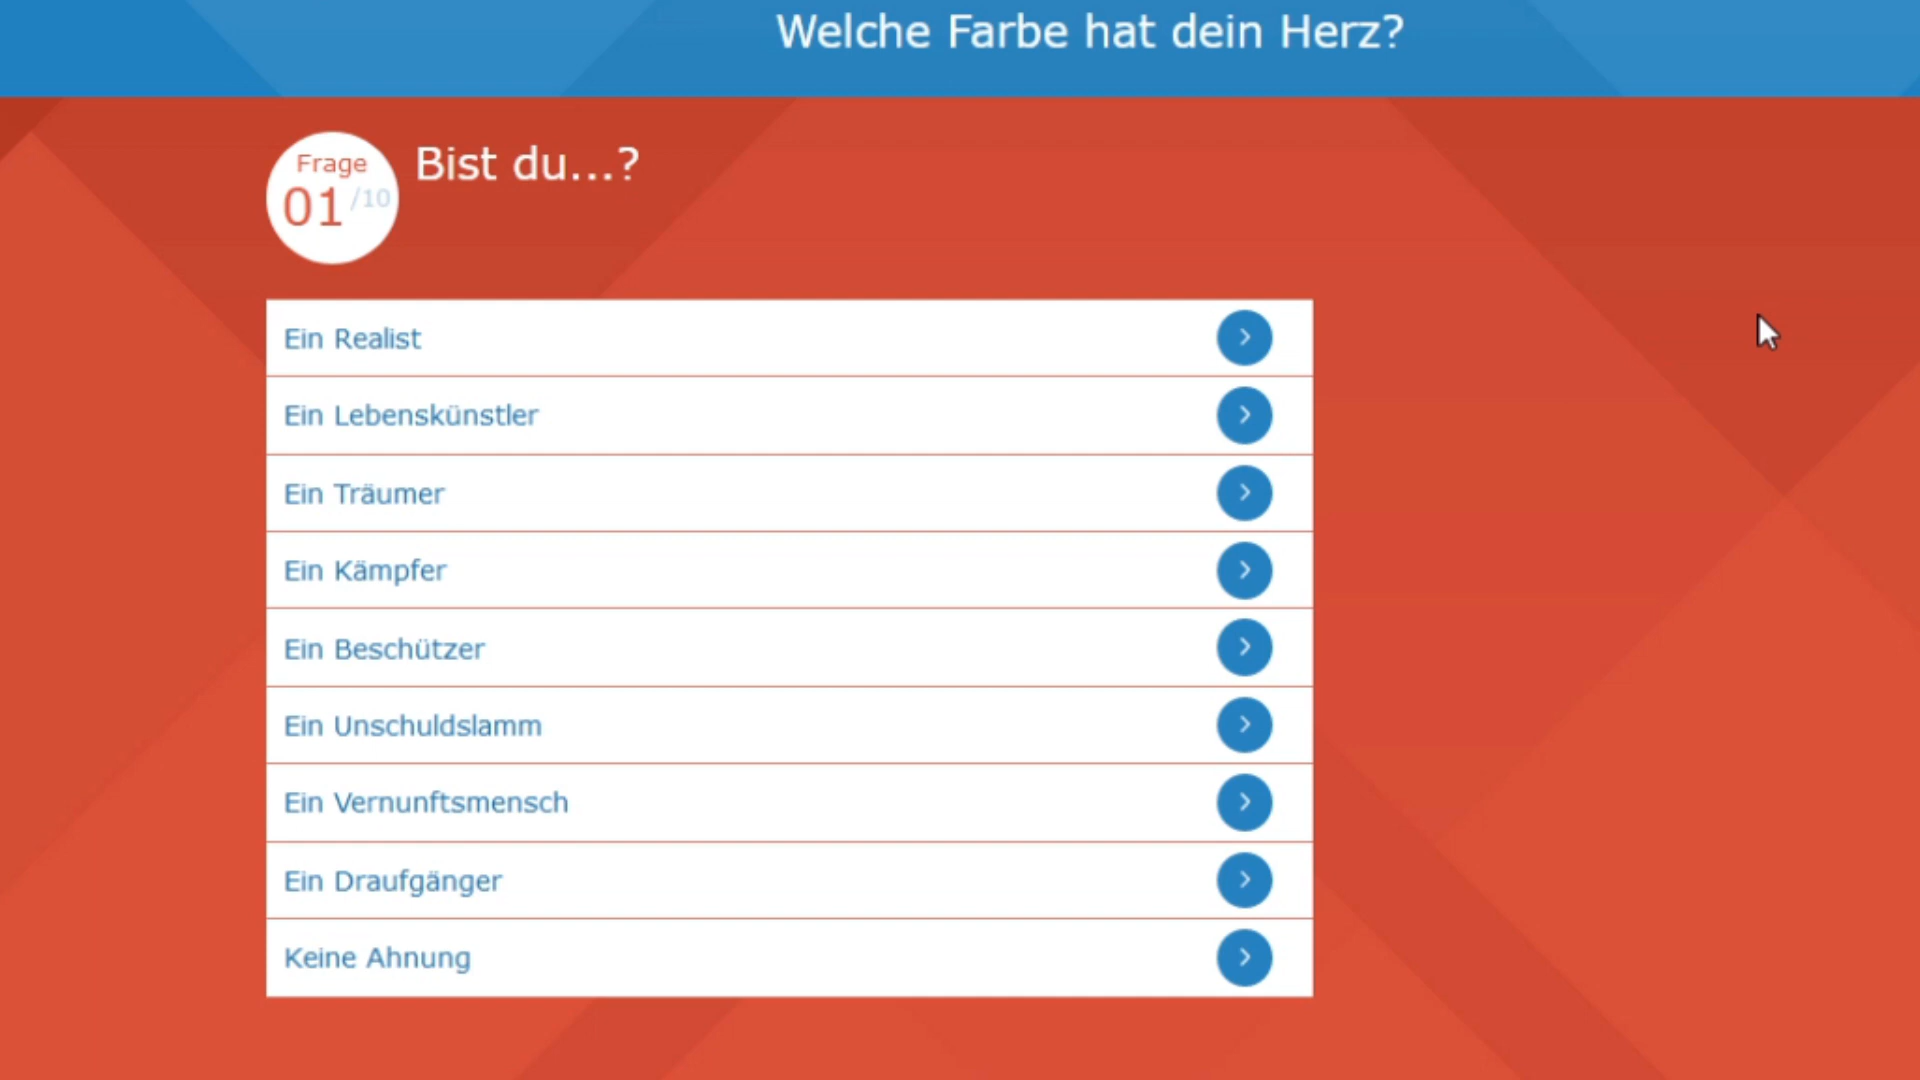 Welche Farbe hat dein Herz?
Frage
01 /10
Bist du...?
Ein Realist
Ein Lebenskünstler
Ein Träumer
Ein Kämpfer
Ein Beschützer
Ein Unschuldslamm
Ein Vernunftsmensch
Ein Draufgänger
Keine Ahnung